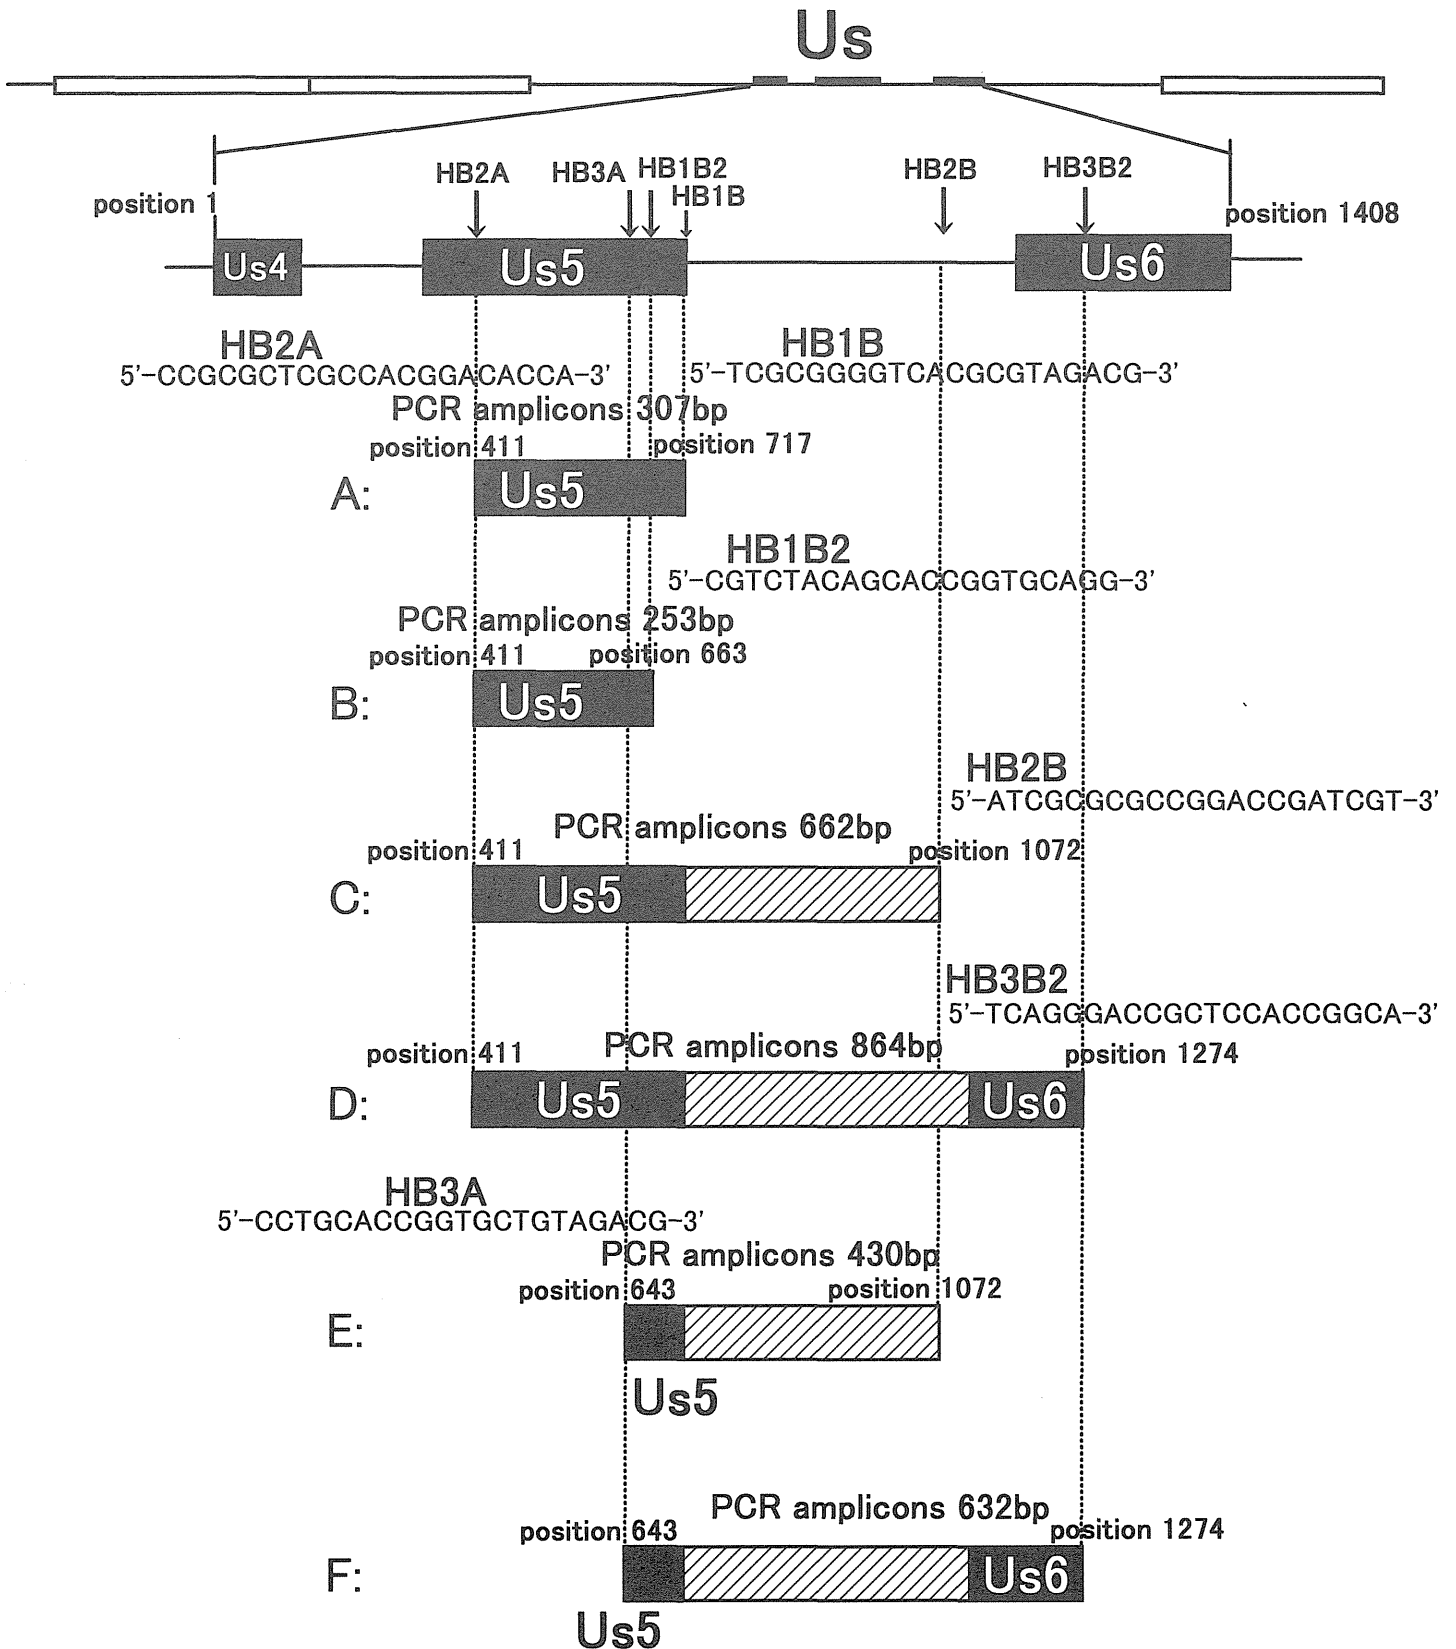 Us
HB2A
HB3A
HB1B2
HB1B
HB2B
HB3B2
position 1
position 1408
Us4
Us5
Us6
HB2A
5'-CCGCGCTCGCCACGGACACCA-3'
HB1B
5'-TCGCGGGGTCACGCGTAGACG-3'
PCR amplicons 307bp
position 411
position 717
A:
Us5
HB1B2
5'-CGTCTACAGCACCGGTGCAGG-3'
PCR amplicons 253bp
position 411
position 663
B:
Us5
HB2B
5'-ATCGCGCGCCGGACCGATCGT-3'
PCR amplicons 662bp
position 411
position 1072
C:
Us5
HB3B2
5'-TCAGGGACCGCTCCACCGGCA-3'
PCR amplicons 864bp
position 411
position 1274
D:
Us5
Us6
HB3A
5'-CCTGCACCGGTGCTGTAGACG-3'
PCR amplicons 430bp
position 643
position 1072
E:
Us5
PCR amplicons 632bp
position 643
position 1274
F:
Us6
Us5